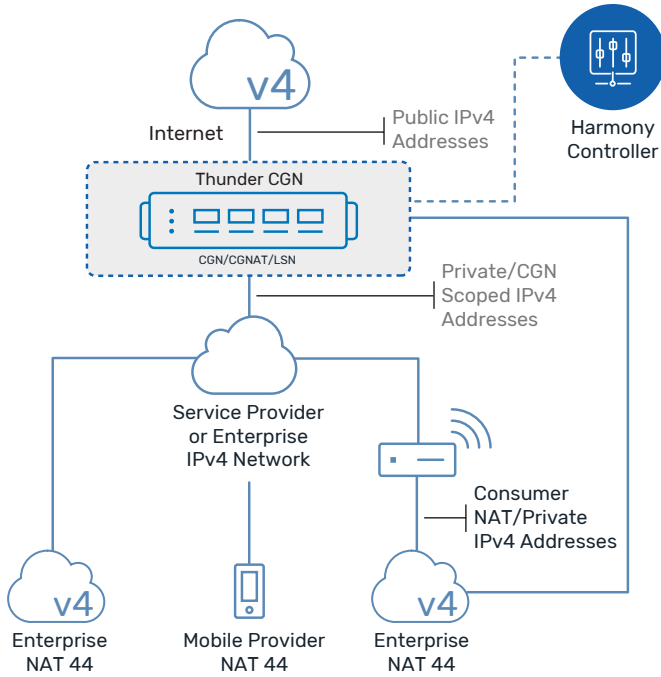 v4
Internet
Public IPv4
Addresses
Harmony
Controller
Thunder CGN
CGN/CGNAT/LSN
Private/CGN
Scoped IPv4
Addresses
Service Provider
or Enterprise
IPv4 Network
Consumer
NAT/Private
IPv4 Addresses
v4
Enterprise
NAT 44
Mobile Provider
NAT 44
v4
Enterprise
NAT 44